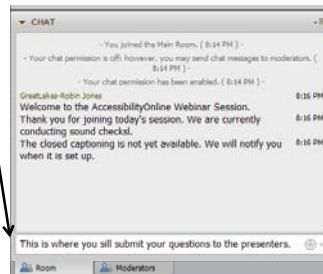 CHAT
- You joined the Main Room. ( 8:14 PM ) -
- Your chat permission is off; however, you may send chat messages to moderators. (
8:14 PM ) -
- Your chat permission has been enabled. ( 8:14 PM ) -
GreatLakes-Robin Jones 8:16 PM
Welcome to the AccessibilityOnline Webinar Session.
Thank you for joining today's session. We are currently 8:16 PM
conducting sound checksl.
The closed captioning is not yet available. We will notify you 8:16 PM
when it is set up.
This is where you sill submit your questions to the presenters.
Room Moderators